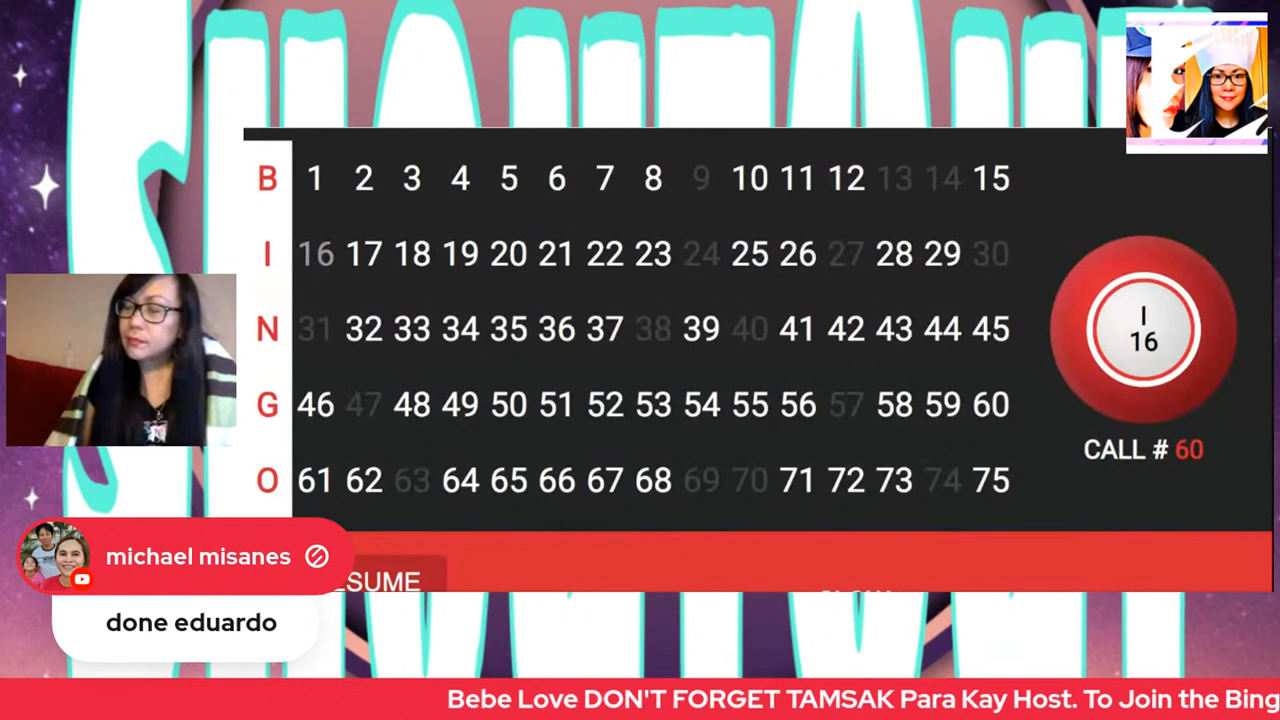 B 1 2 3 4 5 6 7 8 9 10 11 12 13 14 15
I 16 17 18 19 20 21 22 23 24 25 26 27 28 29 30
N 31 32 33 34 35 36 37 38 39 40 41 42 43 44 45
G 46 47 48 49 50 51 52 53 54 55 56 57 58 59 60
O 61 62 63 64 65 66 67 68 69 70 71 72 73 74 75
I
16
CALL # 60
michael misanes
ESUME
done eduardo
Bebe Love DON'T FORGET TAMSAK Para Kay Host. To Join the Bing